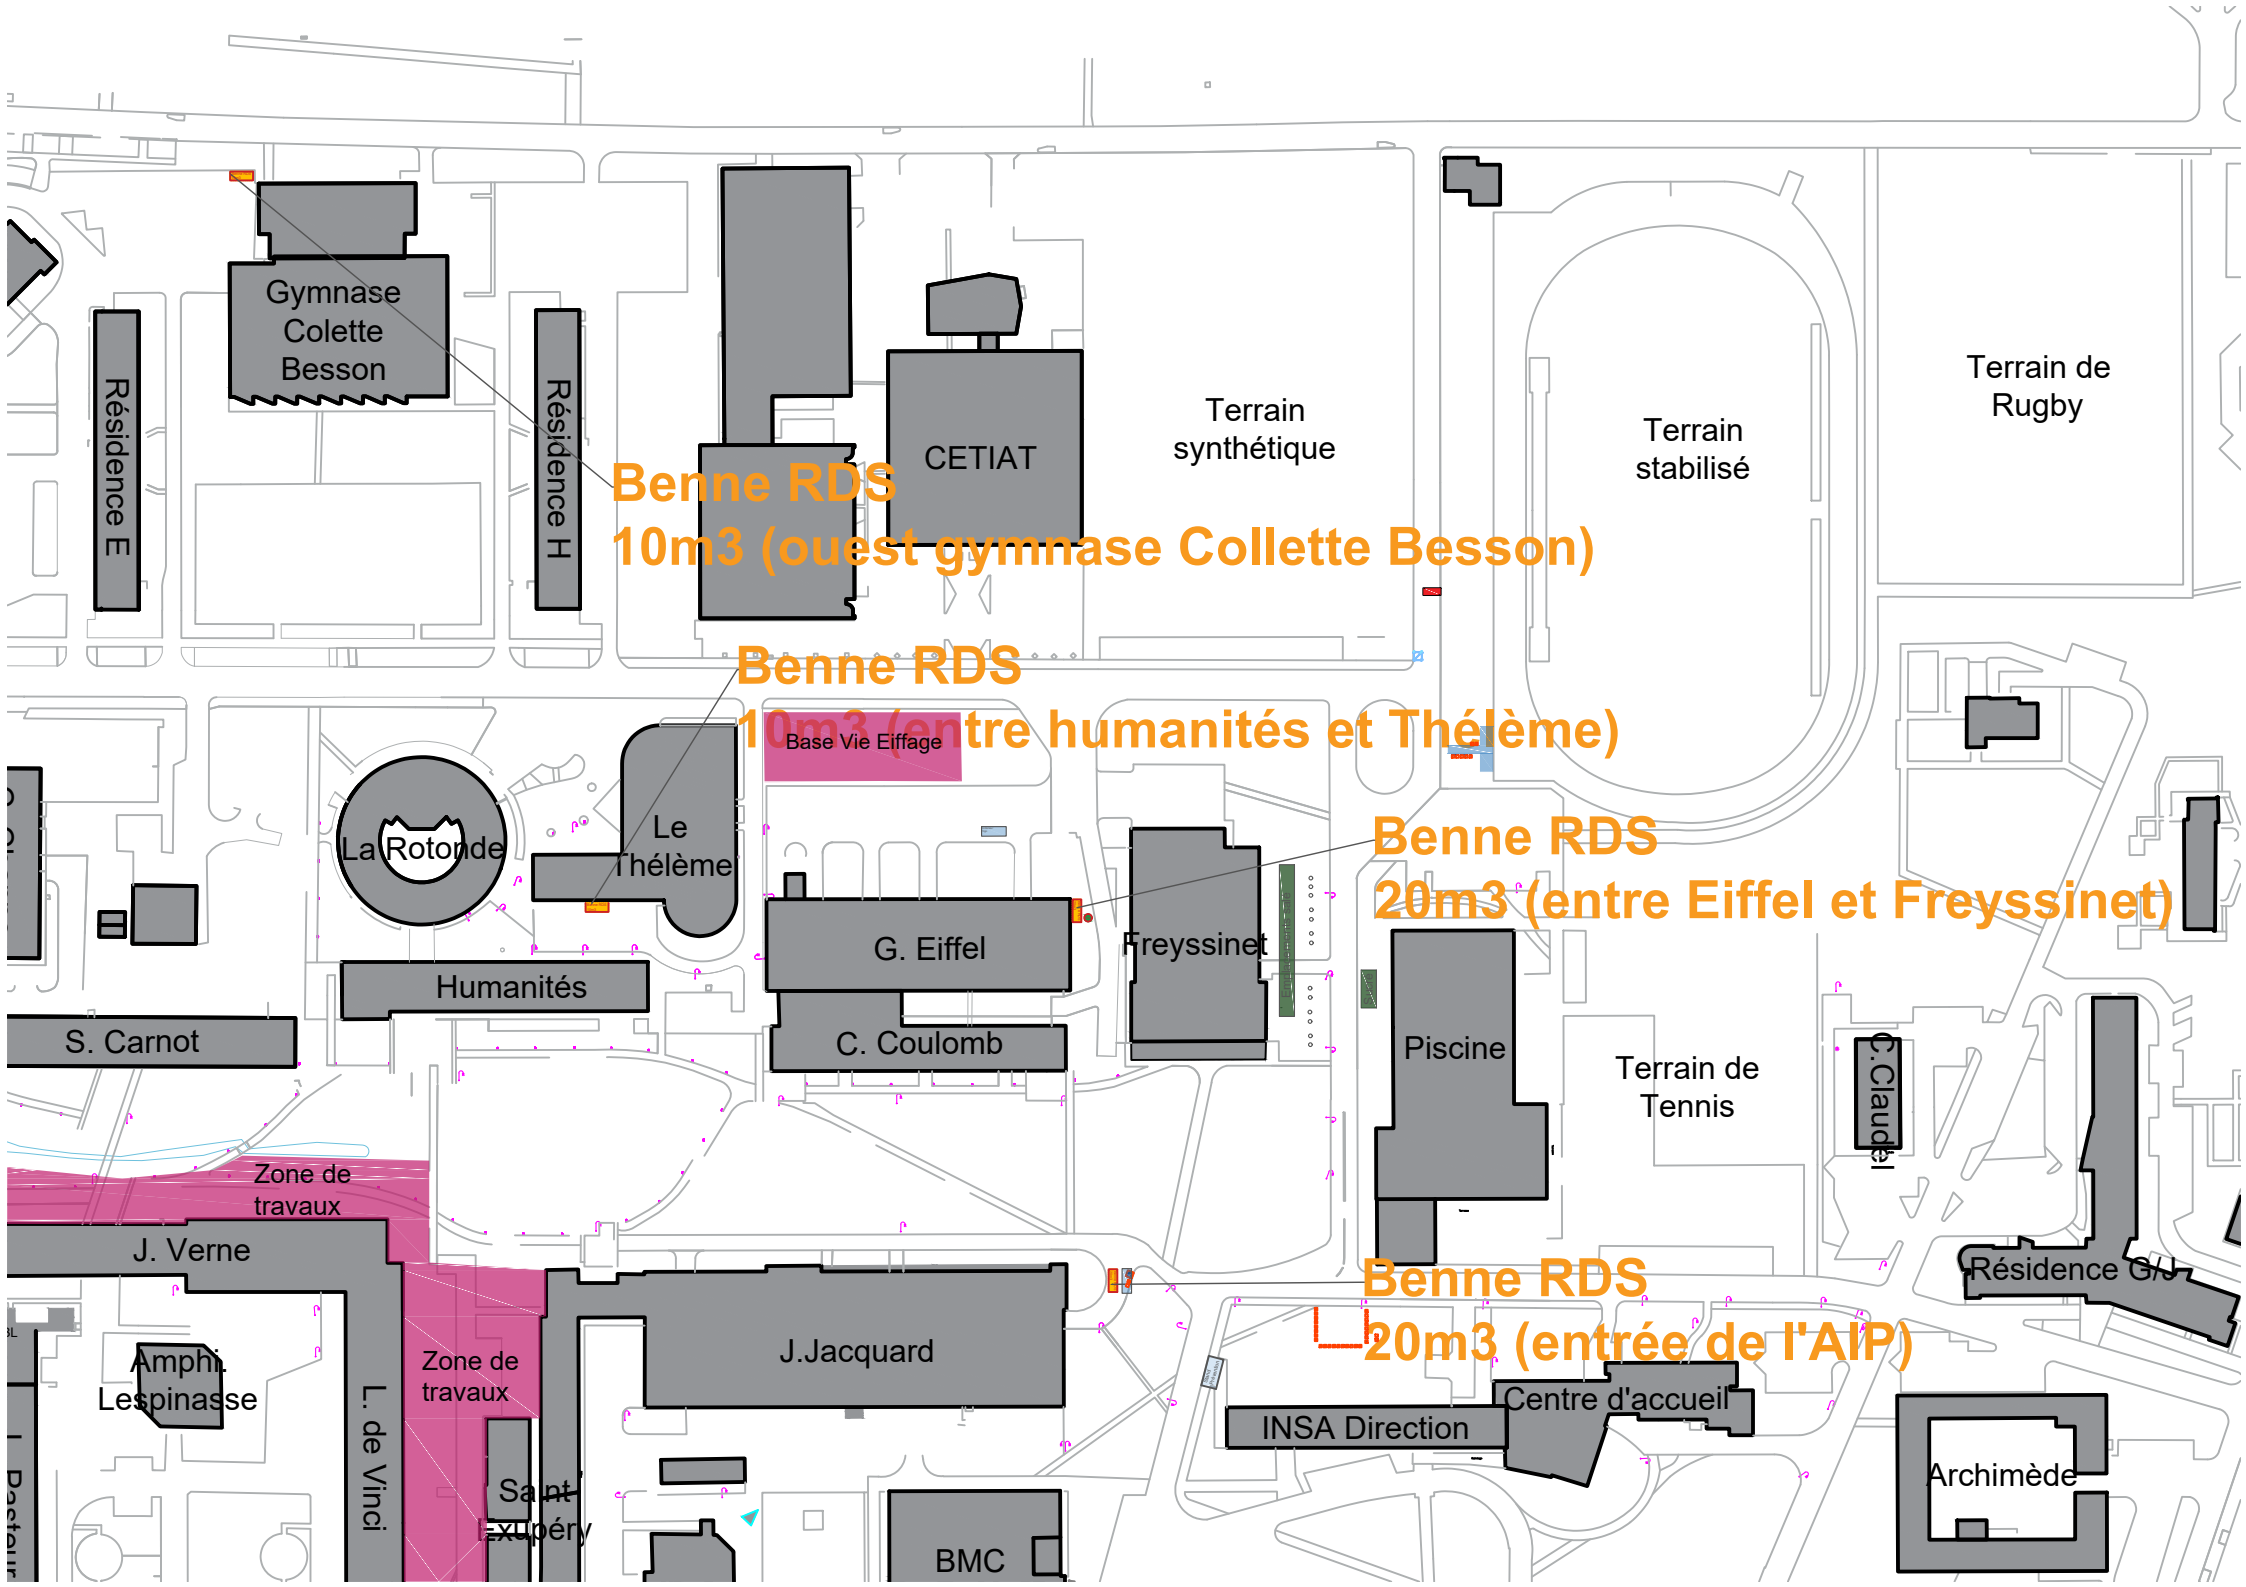 Gymnase
Colette
Besson
Résidence E
Résidence H
CETIAT
Terrain
synthétique
Terrain
stabilisé
Terrain de
Rugby
Benne RDS
10m3 (ouest gymnase Collette Besson)
Benne RDS
10m3 (entre humanités et Thélème)
Base Vie Eiffage
La Rotonde
Le
Thélème
Benne RDS
20m3 (entre Eiffel et Freyssinet)
G. Eiffel
Freyssinet
Humanités
S. Carnot
C. Coulomb
Piscine
Terrain de
Tennis
C.Claudel
Zone de
travaux
J. Verne
Benne RDS
20m3 (entrée de l'AIP)
Résidence G/J
Amphi.
Lespinasse
L. de Vinci
Zone de
travaux
J.Jacquard
INSA Direction
Centre d'accueil
Archimède
Saint
Exupéry
BMC
L. Pasteur